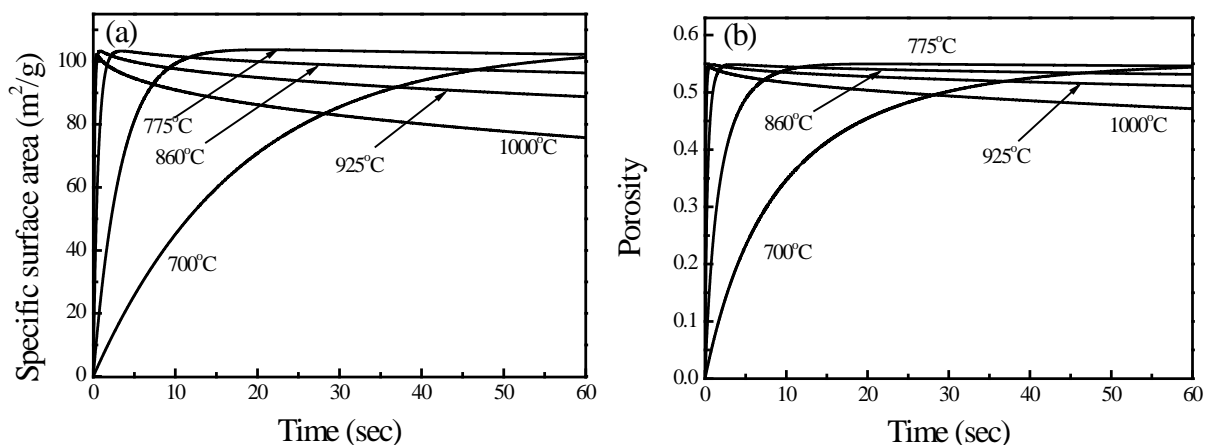 (a)
Specific surface area (m²/g)
100
80
60
40
20
0
775°C
860°C
925°C
1000°C
700°C
0 10 20 30 40 50 60
Time (sec)
(b)
Porosity
0.6
0.5
0.4
0.3
0.2
0.1
0.0
775°C
860°C
1000°C
925°C
700°C
0 10 20 30 40 50 60
Time (sec)